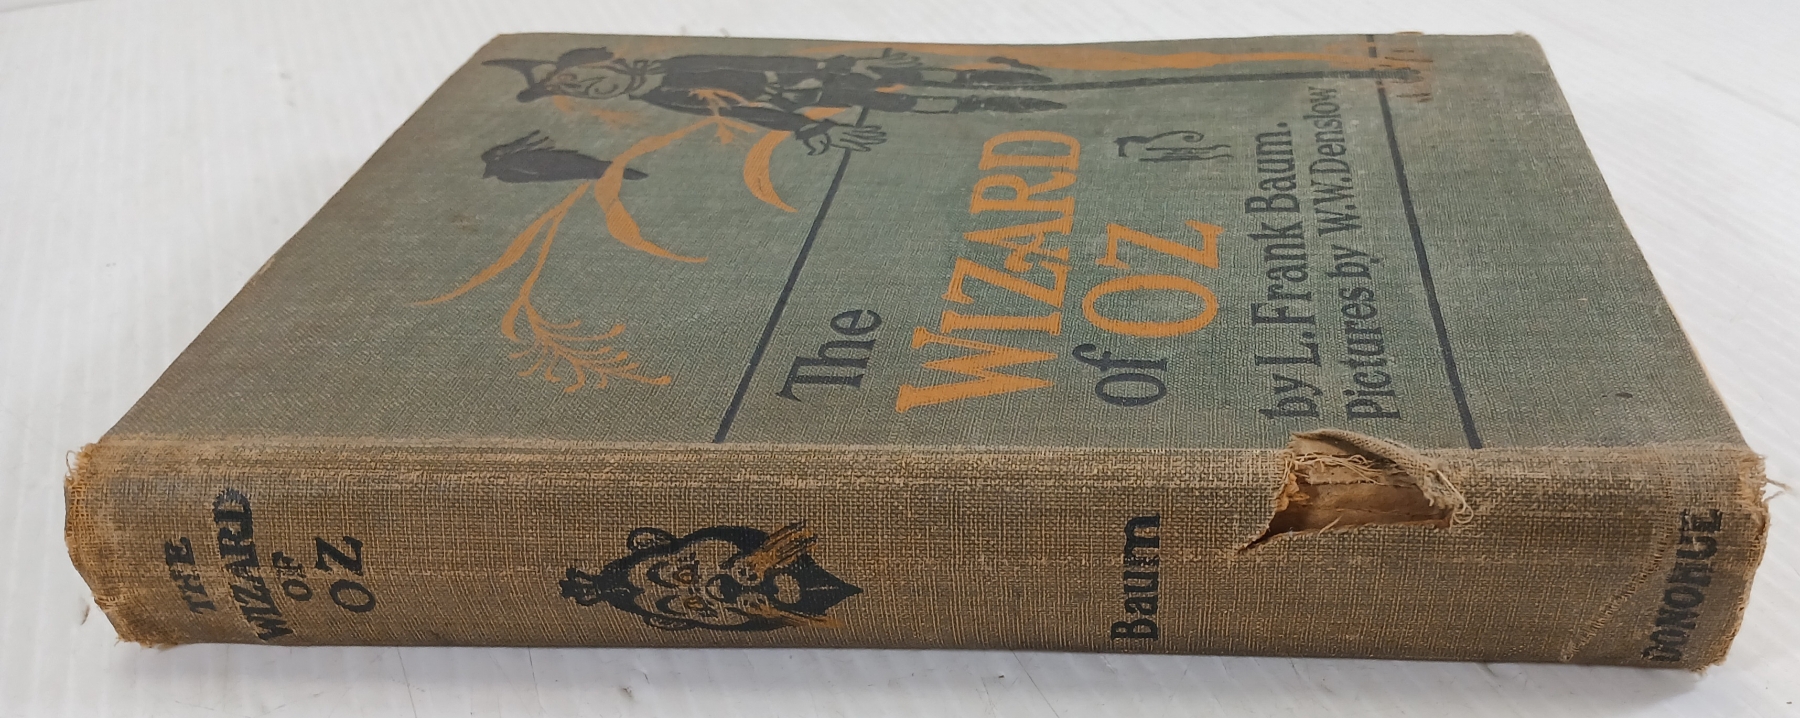 The
WIZARD
of OZ
by L. Frank Baum.
Pictures by W.W. Denslow
THE
WIZARD
OF
OZ
Baum
DONOHUE